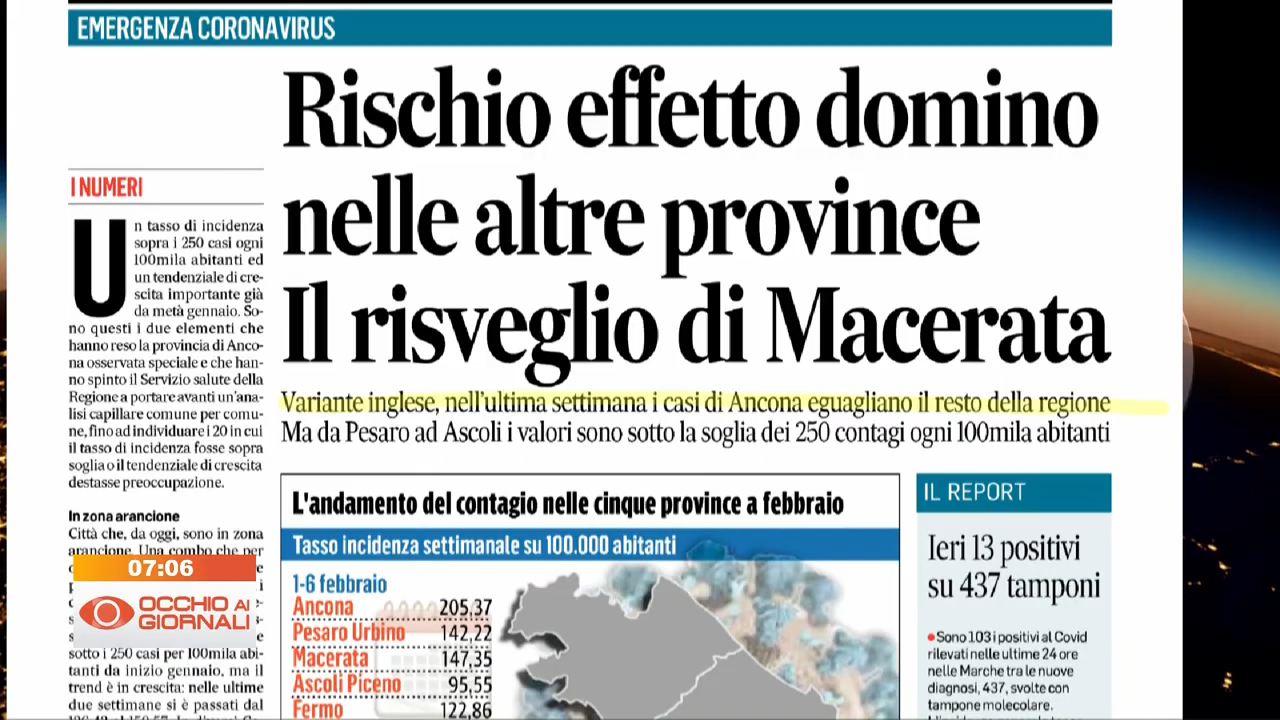 EMERGENZA CORONAVIRUS
Rischio effetto domino
nelle altre province
Il risveglio di Macerata
Variante inglese, nell'ultima settimana i casi di Ancona eguagliano il resto della regione
Ma da Pesaro ad Ascoli i valori sono sotto la soglia dei 250 contagi ogni 100mila abitanti
I NUMERI
Un tasso di incidenza
sopra i 250 casi ogni
100mila abitanti ed
un tendenziale di cre-
scita importante già
da metà gennaio. So-
no questi i due elementi che
hanno reso la provincia di Anco-
na osservata speciale e che han-
no spinto il Servizio salute della
Regione a portare avanti un'ana-
lisi capillare comune per comu-
ne, fino ad individuare i 20 in cui
il tasso di incidenza fosse sopra
soglia o il tendenziale di crescita
destasse preoccupazione.
In zona arancione
Città che, da oggi, sono in zona
arancione. Una combo che per
sotto i 250 casi per 100mila abi-
tanti da inizio gennaio, ma il
trend è in crescita: nelle ultime
due settimane si è passati dal
07:06
OCCHIO AI
GIORNALI
L'andamento del contagio nelle cinque province a febbraio
Tasso incidenza settimanale su 100.000 abitanti
1-6 febbraio
Ancona 205,37
Pesaro Urbino 142,22
Macerata 147,35
Ascoli Piceno 95,55
Fermo 122,86
IL REPORT
Ieri 13 positivi
su 437 tamponi
Sono 103 i positivi al Covid
rilevati nelle ultime 24 ore
nelle Marche tra le nuove
diagnosi, 437, svolte con
tampone molecolare.